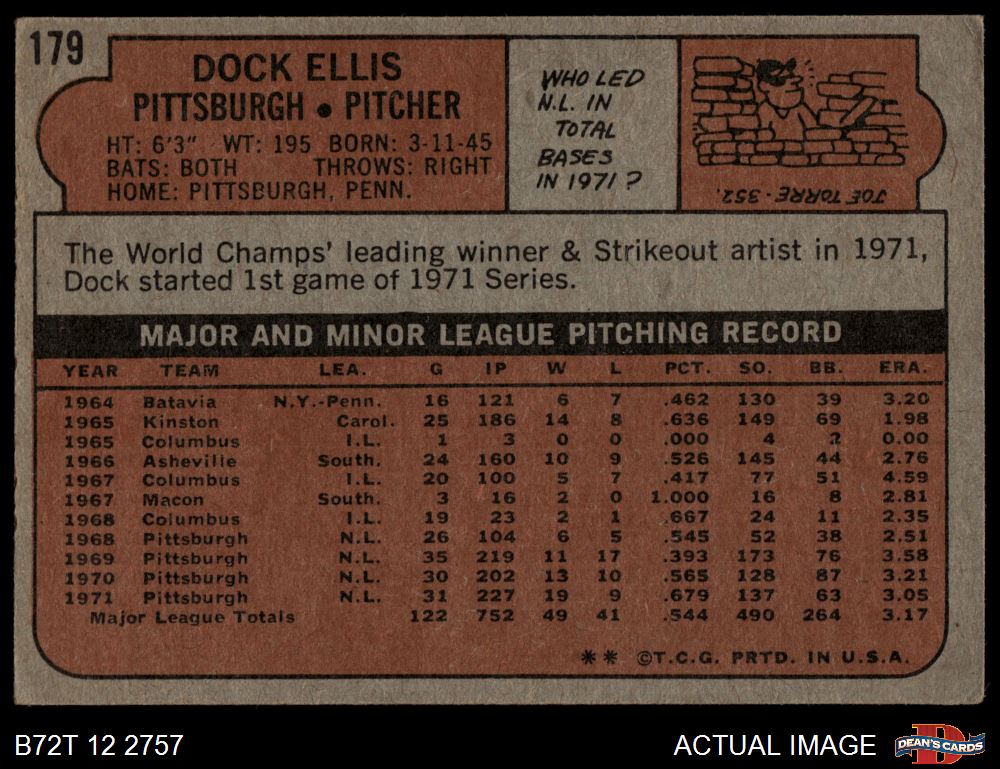 179
DOCK ELLIS
PITTSBURGH • PITCHER
HT: 6'3" WT: 195 BORN: 3-11-45
BATS: BOTH THROWS: RIGHT
HOME: PITTSBURGH, PENN.
WHO LED
N.L. IN
TOTAL
BASES
IN 1971?
JOE TORRE - 352.
The World Champs' leading winner & Strikeout artist in 1971,
Dock started 1st game of 1971 Series.
MAJOR AND MINOR LEAGUE PITCHING RECORD
YEAR TEAM LEA. G IP W L PCT. SO. BB. ERA.
1964 Batavia N.Y.-Penn. 16 121 6 7 .462 130 39 3.20
1965 Kinston Carol. 25 186 14 8 .636 149 69 1.98
1965 Columbus I.L. 1 3 0 0 .000 4 2 0.00
1966 Asheville South. 24 160 10 9 .526 145 44 2.76
1967 Columbus I.L. 20 100 5 7 .417 77 51 4.59
1967 Macon South. 3 16 2 0 1.000 16 8 2.81
1968 Columbus I.L. 19 23 2 1 .667 24 11 2.35
1968 Pittsburgh N.L. 26 104 6 5 .545 52 38 2.51
1969 Pittsburgh N.L. 35 219 11 17 .393 173 76 3.58
1970 Pittsburgh N.L. 30 202 13 10 .565 128 87 3.21
1971 Pittsburgh N.L. 31 227 19 9 .679 137 63 3.05
Major League Totals 122 752 49 41 .544 490 264 3.17
** ©T.C.G. PRTD. IN U.S.A.
B72T 12 2757
ACTUAL IMAGE
DEAN'S CARDS